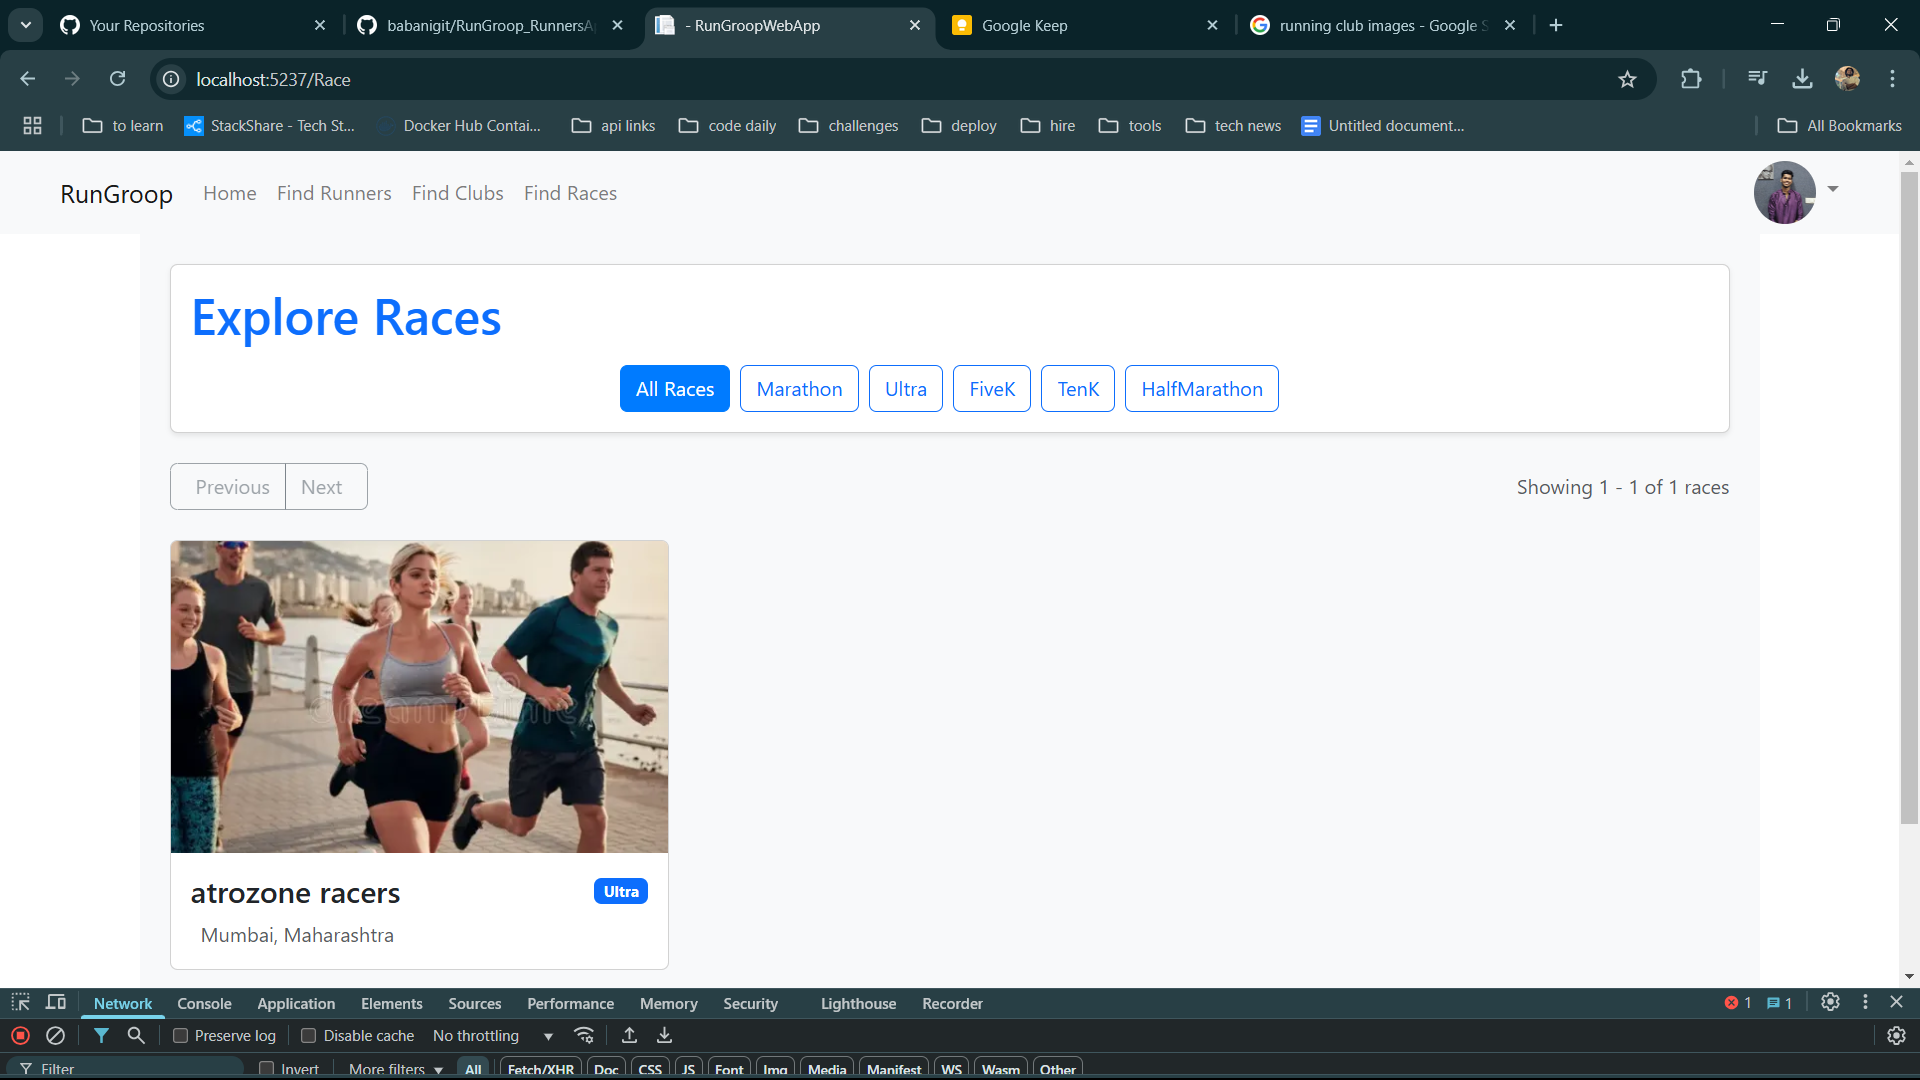 Your Repositories
babanigit/RunGroop_RunnersA
- RunGroopWebApp
Google Keep
running club images - Google S
localhost:5237/Race
to learn
StackShare - Tech St...
Docker Hub Contai...
api links
code daily
challenges
deploy
hire
tools
tech news
Untitled document...
All Bookmarks
RunGroop Home Find Runners Find Clubs Find Races
Explore Races
All Races Marathon Ultra FiveK TenK HalfMarathon
Previous Next
Showing 1 - 1 of 1 races
dreamstime
atrozone racers
Ultra
Mumbai, Maharashtra
Network Console Application Elements Sources Performance Memory Security Lighthouse Recorder 1 1
Preserve log Disable cache No throttling
Filter Invert More filters All Fetch/XHR Doc CSS JS Font Img Media Manifest WS Wasm Other